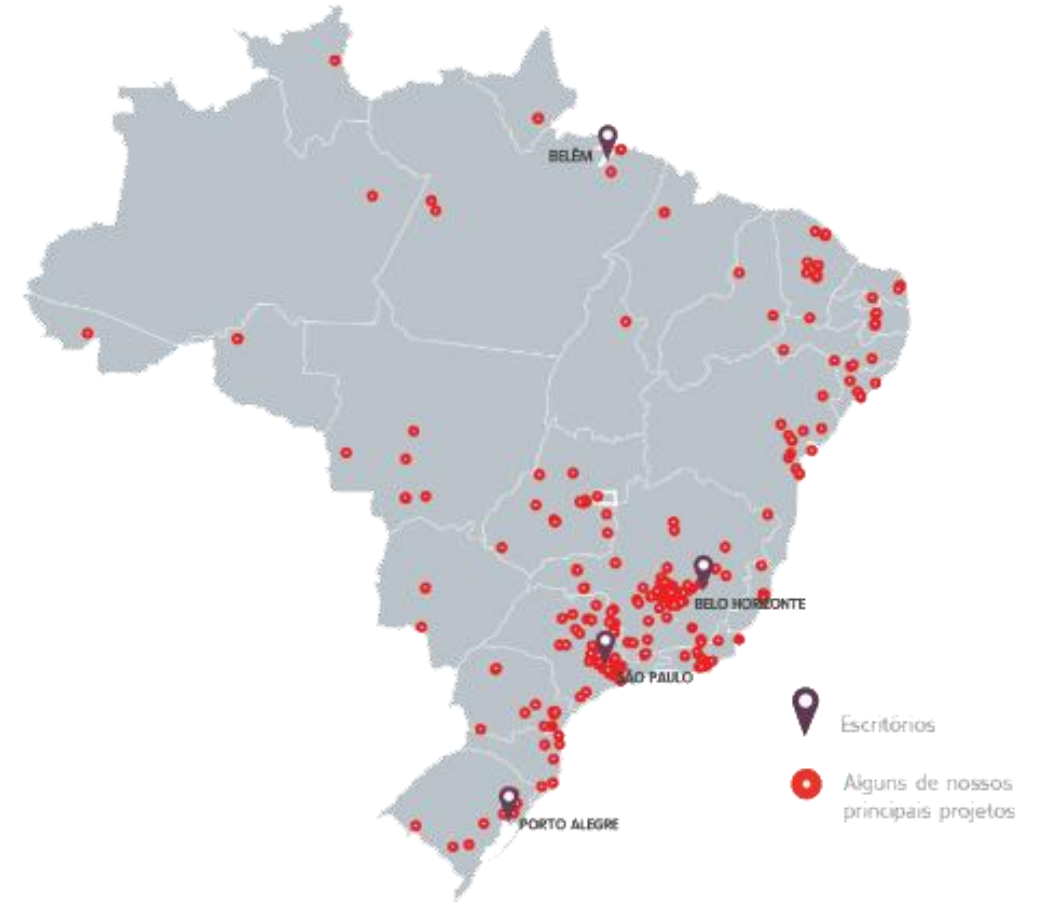 BELÉM
BELO HORIZONTE
SÃO PAULO
PORTO ALEGRE
Escritórios
Alguns de nossos
principais projetos